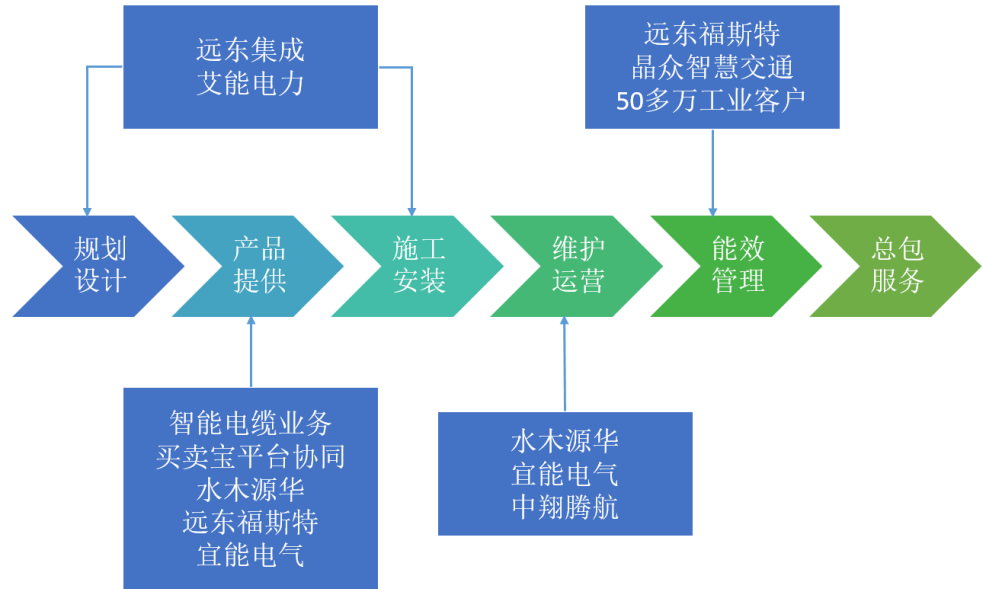 远东集成
艾能电力
远东福斯特
晶众智慧交通
50多万工业客户
规划
设计
产品
提供
施工
安装
维护
运营
能效
管理
总包
服务
智能电缆业务
买卖宝平台协同
水木源华
远东福斯特
宜能电气
水木源华
宜能电气
中翔腾航